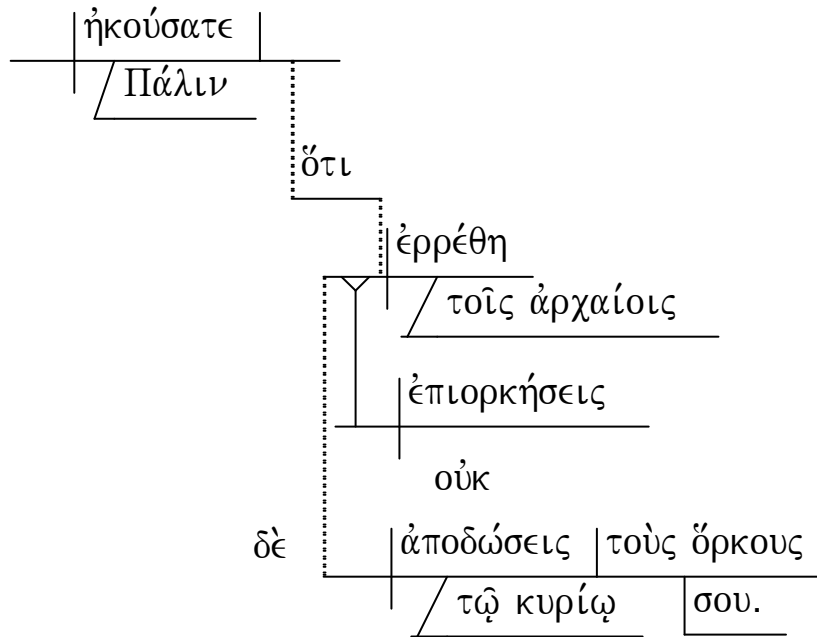 ἠκούσατε
Πάλιν
ὅτι
ἐρρέθη
τοῖς ἀρχαίοις
ἐπιορκήσεις
οὐκ
δὲ ἀποδώσεις τοὺς ὅρκους
τῷ κυρίῳ σου.